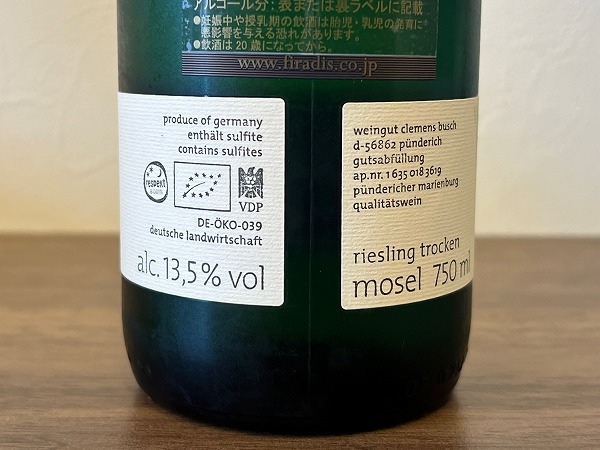 アルコール分：表または裏ラベルに記載
●妊娠中や授乳期の飲酒は胎児・乳児の発育に
悪影響を与える恐れがあります。
●飲酒は20歳になってから。
www.firadis.co.jp
produce of germany
enthält sulfite
contains sulfites
respekt
VDP
DE-ÖKO-039
deutsche landwirtschaft
alc. 13,5% vol
weingut clemens busch
d-56862 pünderich
gutsabfüllung
ap.nr. 1 635 018 3619
pündericher marienburg
qualitätswein
riesling trocken
mosel 750 ml